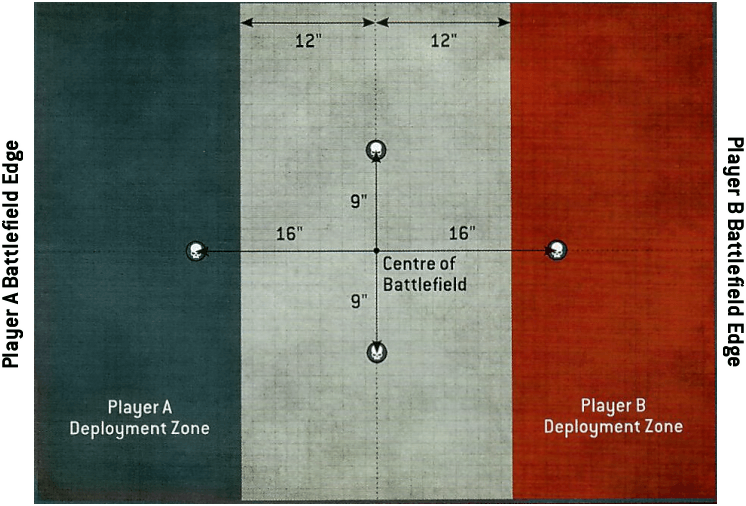 12" 12"
Player A Battlefield Edge
Player B Battlefield Edge
9"
16" 16"
Centre of
Battlefield
9"
Player A
Deployment Zone
Player B
Deployment Zone